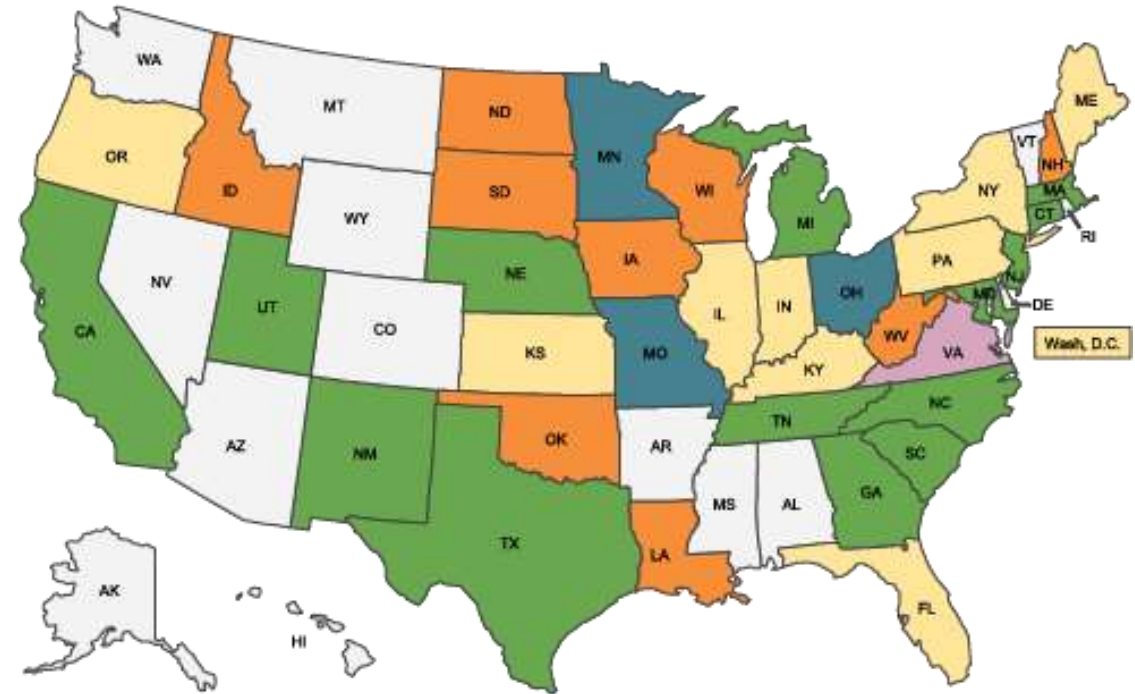 WA
MT
ND
MN
ME
VT
NH
OR
ID
SD
WI
NY
MA
CT
RI
WY
MI
PA
NJ
NV
UT
CO
NE
IA
IL
IN
OH
MD
DE
CA
KS
MO
WV
VA
Wash, D.C.
KY
AZ
NM
OK
AR
TN
NC
SC
MS
AL
GA
TX
LA
FL
AK
HI